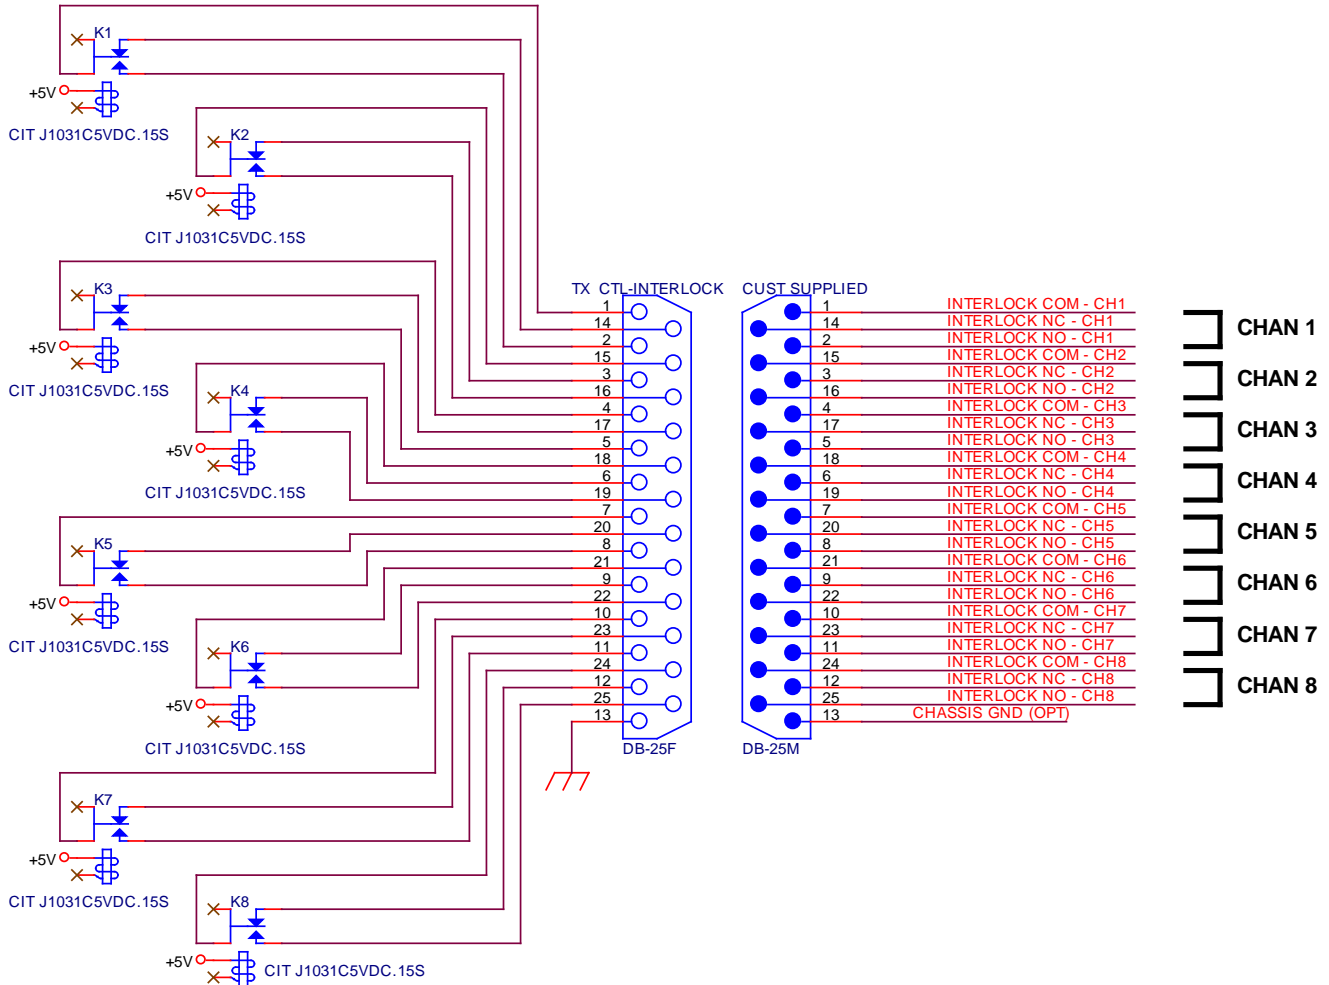 K1
+5V
CIT J1031C5VDC.15S
K2
+5V
CIT J1031C5VDC.15S
K3
+5V
CIT J1031C5VDC.15S
K4
+5V
CIT J1031C5VDC.15S
K5
+5V
CIT J1031C5VDC.15S
K6
+5V
CIT J1031C5VDC.15S
K7
+5V
CIT J1031C5VDC.15S
K8
+5V
CIT J1031C5VDC.15S
TX CTL-INTERLOCK
1
14
2
15
3
16
4
17
5
18
6
19
7
20
8
21
9
22
10
23
11
24
12
25
13
DB-25F
CUST SUPPLIED
1 INTERLOCK COM - CH1
14 INTERLOCK NC - CH1
2 INTERLOCK NO - CH1
15 INTERLOCK COM - CH2
3 INTERLOCK NC - CH2
16 INTERLOCK NO - CH2
4 INTERLOCK COM - CH3
17 INTERLOCK NC - CH3
5 INTERLOCK NO - CH3
18 INTERLOCK COM - CH4
6 INTERLOCK NC - CH4
19 INTERLOCK NO - CH4
7 INTERLOCK COM - CH5
20 INTERLOCK NC - CH5
8 INTERLOCK NO - CH5
21 INTERLOCK COM - CH6
9 INTERLOCK NC - CH6
22 INTERLOCK NO - CH6
10 INTERLOCK COM - CH7
23 INTERLOCK NC - CH7
11 INTERLOCK NO - CH7
24 INTERLOCK COM - CH8
12 INTERLOCK NC - CH8
25 INTERLOCK NO - CH8
13 CHASSIS GND (OPT)
DB-25M
CHAN 1
CHAN 2
CHAN 3
CHAN 4
CHAN 5
CHAN 6
CHAN 7
CHAN 8